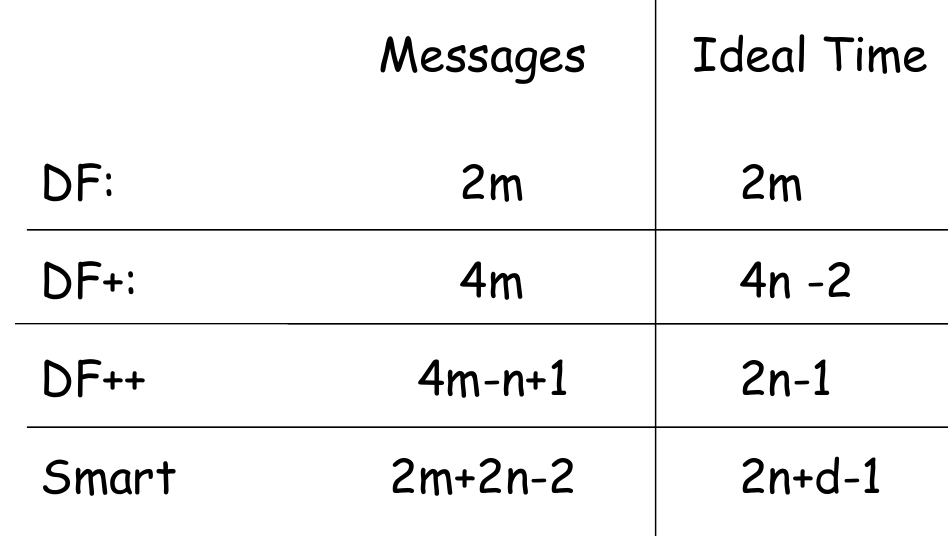 Messages Ideal Time
DF: 2m 2m
DF+: 4m 4n -2
DF++ 4m-n+1 2n-1
Smart 2m+2n-2 2n+d-1